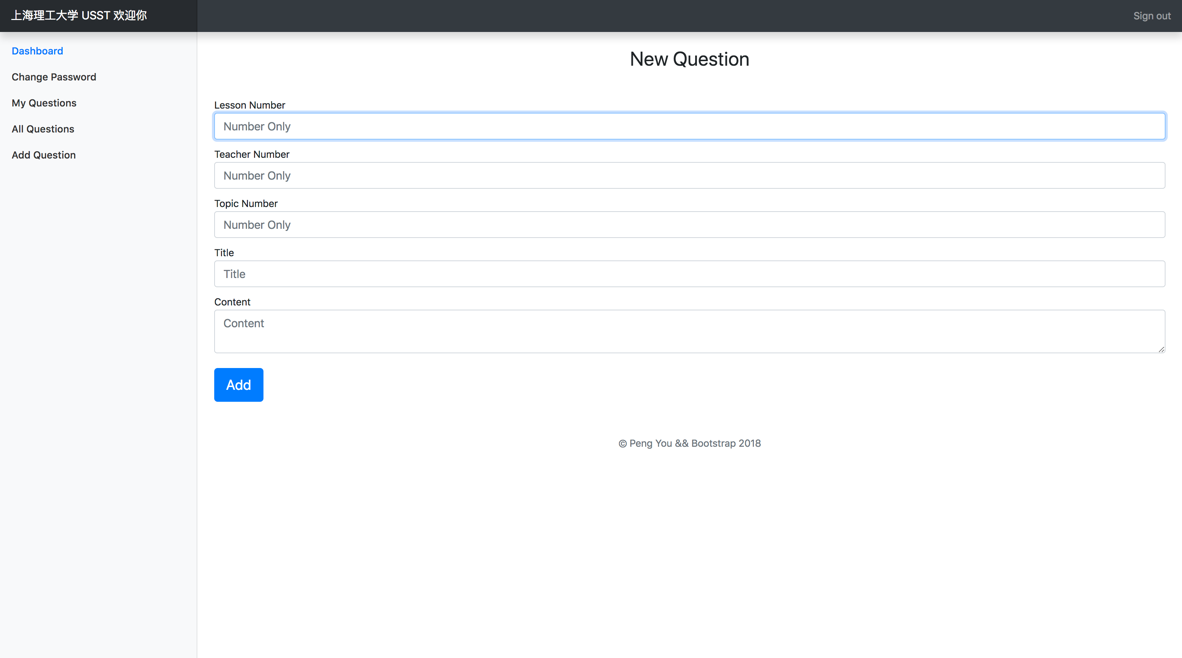 上海理工大学 USST 欢迎你
Sign out
Dashboard
Change Password
My Questions
All Questions
Add Question
New Question
Lesson Number
Number Only
Teacher Number
Number Only
Topic Number
Number Only
Title
Title
Content
Content
Add
© Peng You && Bootstrap 2018